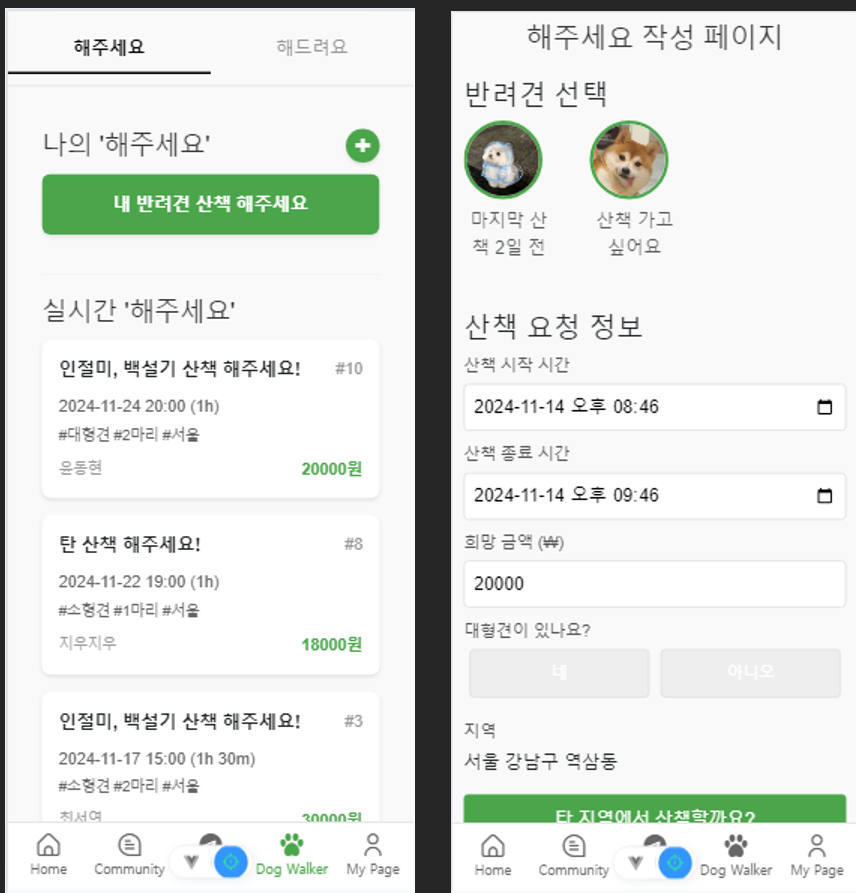 해주세요
해드려요
나의 '해주세요'
내 반려견 산책 해주세요
실시간 '해주세요'
인절미, 백설기 산책 해주세요!
#10
2024-11-24 20:00 (1h)
#대형견 #2마리 #서울
윤동현
20000원
탄 산책 해주세요!
#8
2024-11-22 19:00 (1h)
#소형견 #1마리 #서울
지우지우
18000원
인절미, 백설기 산책 해주세요!
#3
2024-11-17 15:00 (1h 30m)
#소형견 #2마리 #서울
최서연
30000원
Home
Community
Dog Walker
My Page
해주세요 작성 페이지
반려견 선택
마지막 산
책 2일 전
산책 가고
싶어요
산책 요청 정보
산책 시작 시간
2024-11-14 오후 08:46
산책 종료 시간
2024-11-14 오후 09:46
희망 금액 (₩)
20000
대형견이 있나요?
네
아니오
지역
서울 강남구 역삼동
타 지역에서 산책할까요?
Home
Community
Dog Walker
My Page